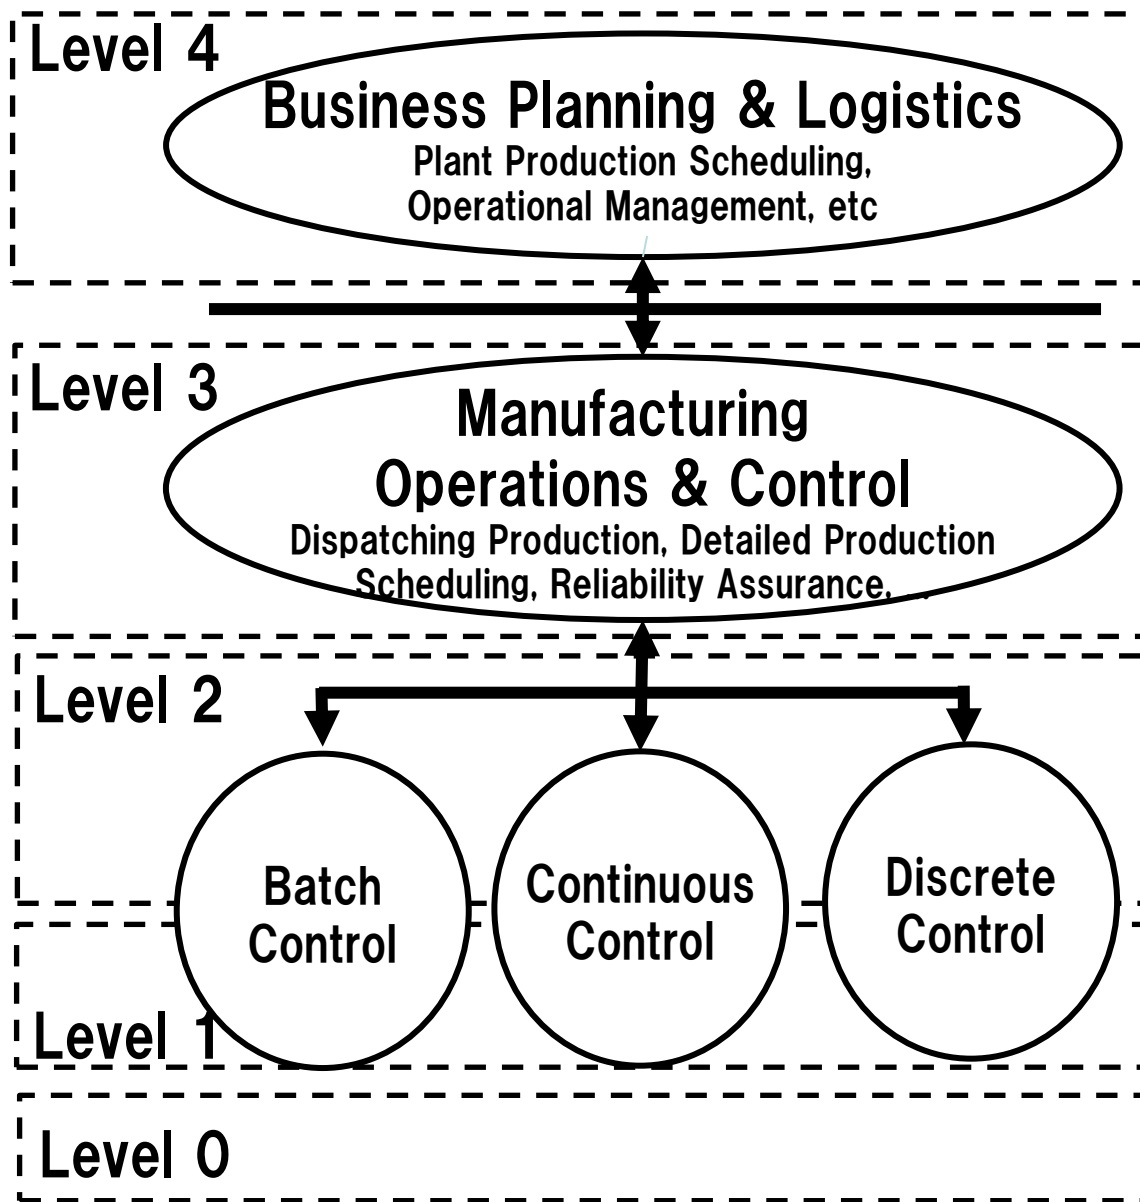 Level 4
Business Planning & Logistics
Plant Production Scheduling,
Operational Management, etc
Level 3
Manufacturing
Operations & Control
Dispatching Production, Detailed Production
Scheduling, Reliability Assurance, ...
Level 2
Batch
Control
Continuous
Control
Discrete
Control
Level 1
Level 0